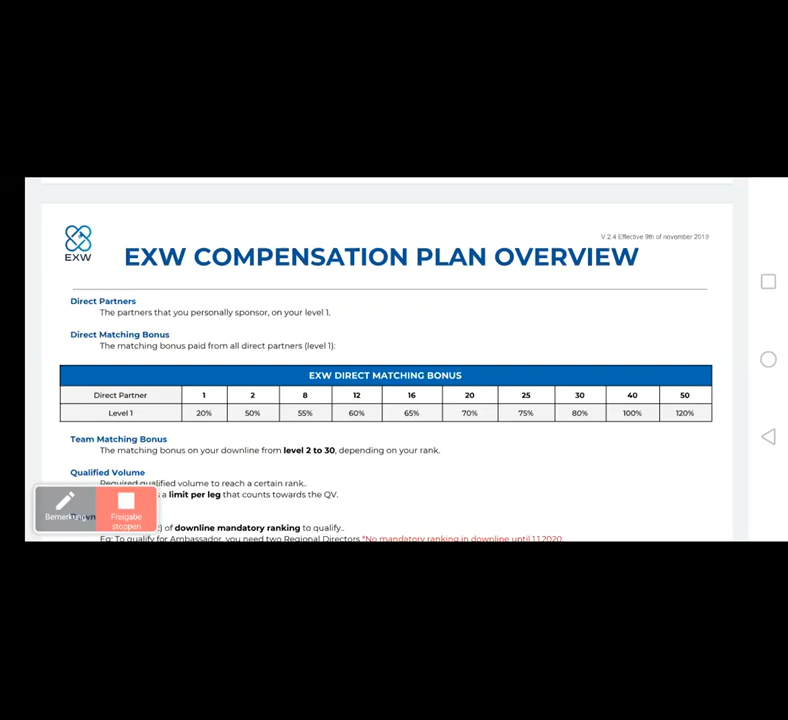 V.2.4 Effective 9th of november 2019
EXW
EXW COMPENSATION PLAN OVERVIEW
Direct Partners
The partners that you personally sponsor, on your level 1.
Direct Matching Bonus
The matching bonus paid from all direct partners (level 1):
EXW DIRECT MATCHING BONUS
Direct Partner 1 2 8 12 16 20 25 30 40 50
Level 1 20% 50% 55% 60% 65% 70% 75% 80% 100% 120%
Team Matching Bonus
The matching bonus on your downline from level 2 to 30, depending on your rank.
Qualified Volume
Required qualified volume to reach a certain rank..
a limit per leg that counts towards the QV.
of downline mandatory ranking to qualify..
Eg: To qualify for Ambassador, you need two Regional Directors *No mandatory ranking in downline until 1.1.2020
Bemerkung
Freigabe
stoppen